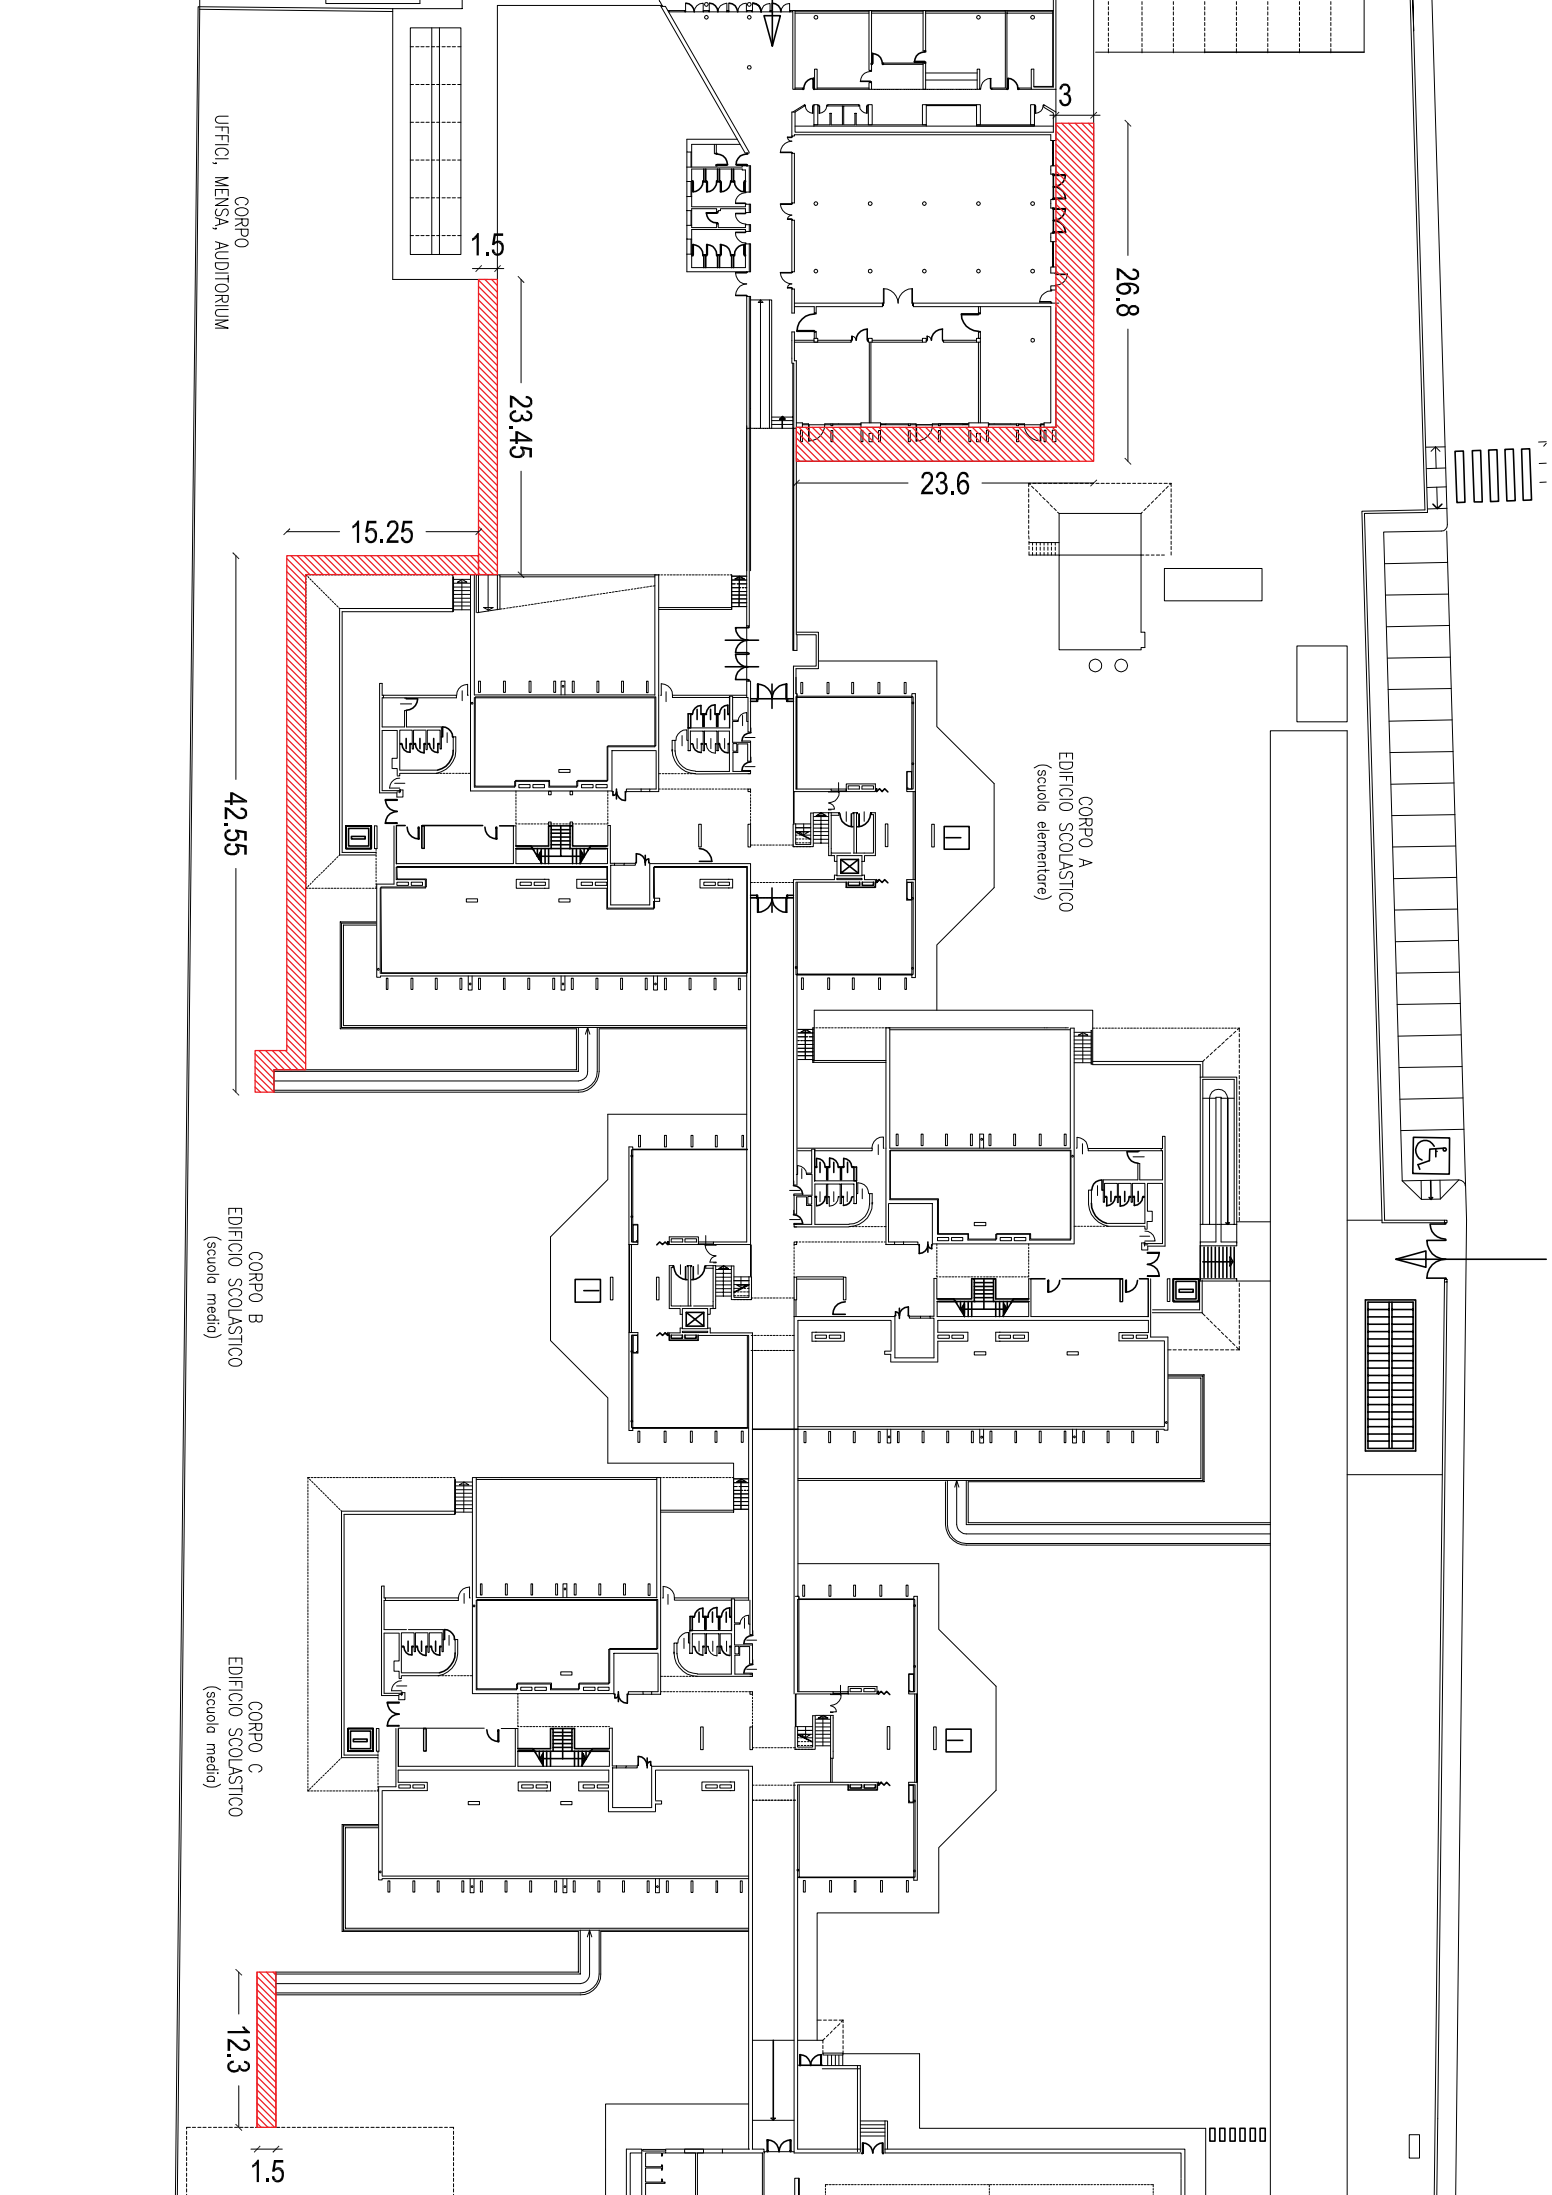 3
CORPO
UFFICI, MENSA, AUDITORIUM
1.5
26.8
23.45
23.6
15.25
42.55
CORPO A
EDIFICIO SCOLASTICO
(scuola elementare)
CORPO B
EDIFICIO SCOLASTICO
(scuola media)
CORPO C
EDIFICIO SCOLASTICO
(scuola media)
12.3
1.5